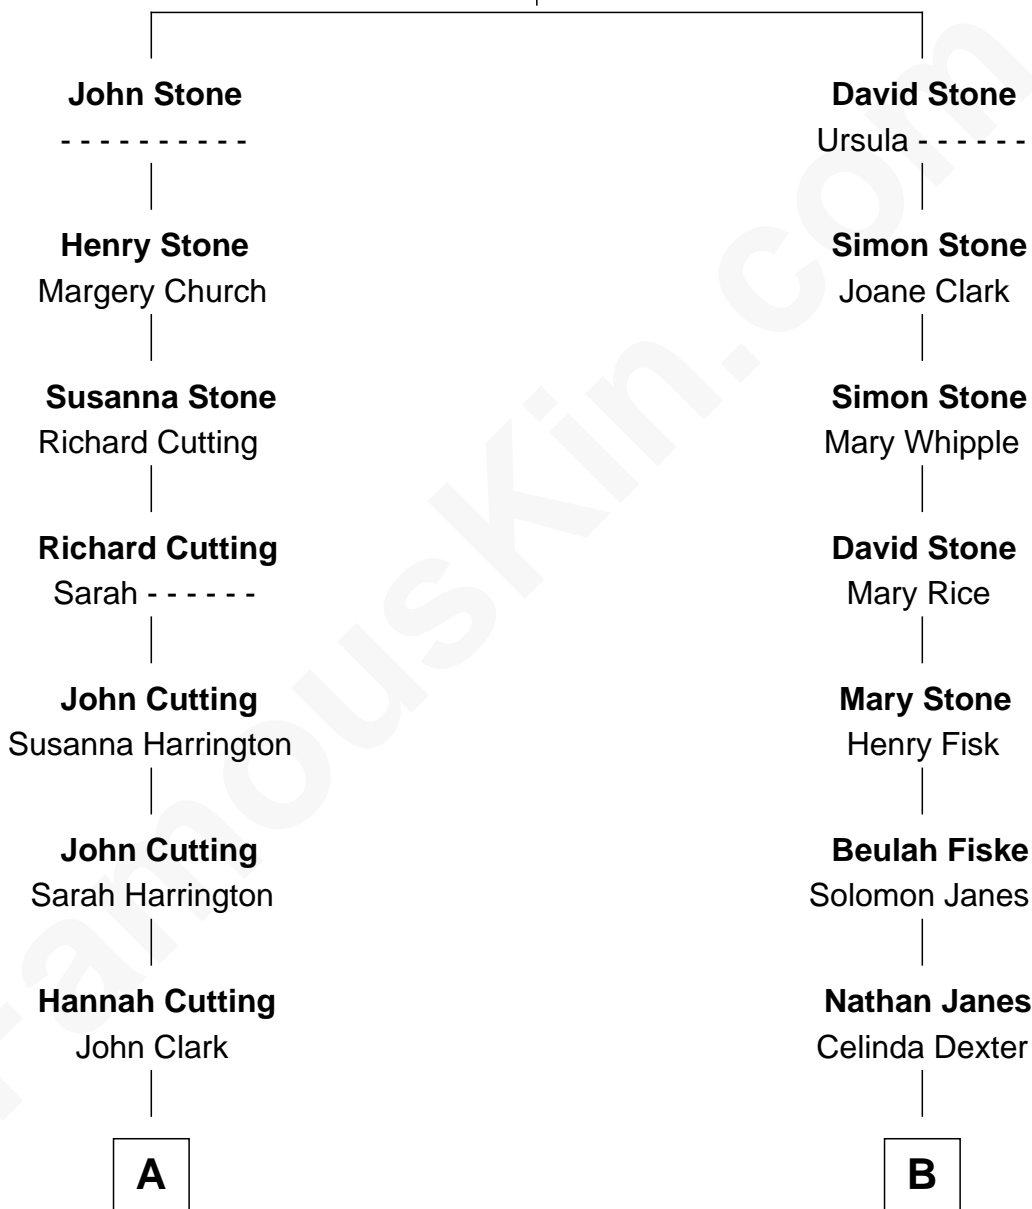 John Stone
- - - - - - - - - -
Henry Stone
Margery Church
Susanna Stone
Richard Cutting
Richard Cutting
Sarah - - - - - -
John Cutting
Susanna Harrington
John Cutting
Sarah Harrington
Hannah Cutting
John Clark
A
David Stone
Ursula - - - - - -
Simon Stone
Joane Clark
Simon Stone
Mary Whipple
David Stone
Mary Rice
Mary Stone
Henry Fisk
Beulah Fiske
Solomon Janes
Nathan Janes
Celinda Dexter
B
FamousKin.com